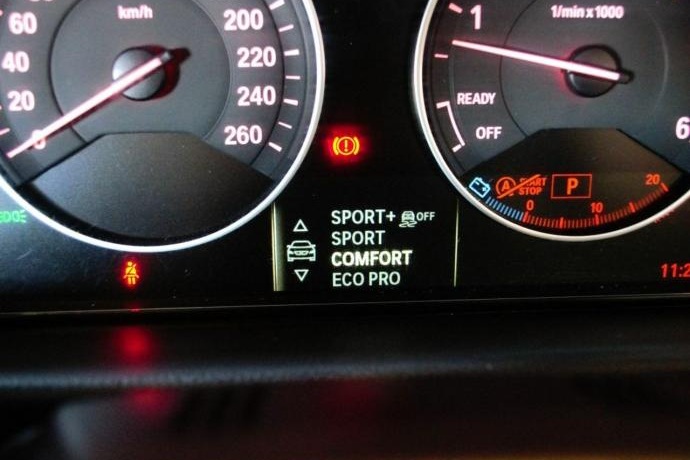 km/h
60
40
20
0
200
220
240
260
1
1/min x 1000
READY
OFF
6
A START
STOP
P
0
10
20
SPORT+ OFF
SPORT
COMFORT
ECO PRO
11:2